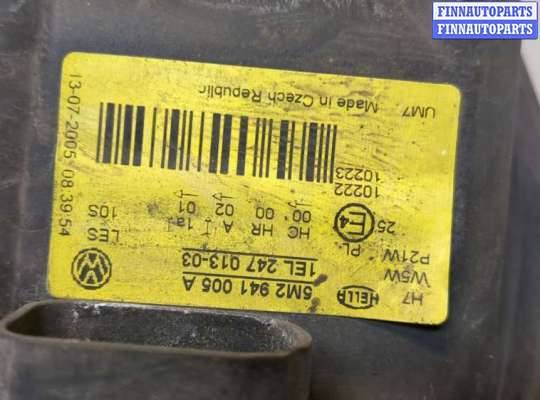 FINNAUTOPARTS
FINNAUTOPARTS
HELLA
5M2 941 005 A
1EL 247 013-03
H7
W5W
P21W
PL
E4
25
HC HR A 1a
00 00 02 01
LES
10S
10222
10223
UM7 Made in Czech Republic
13-07-2005 08:39:54